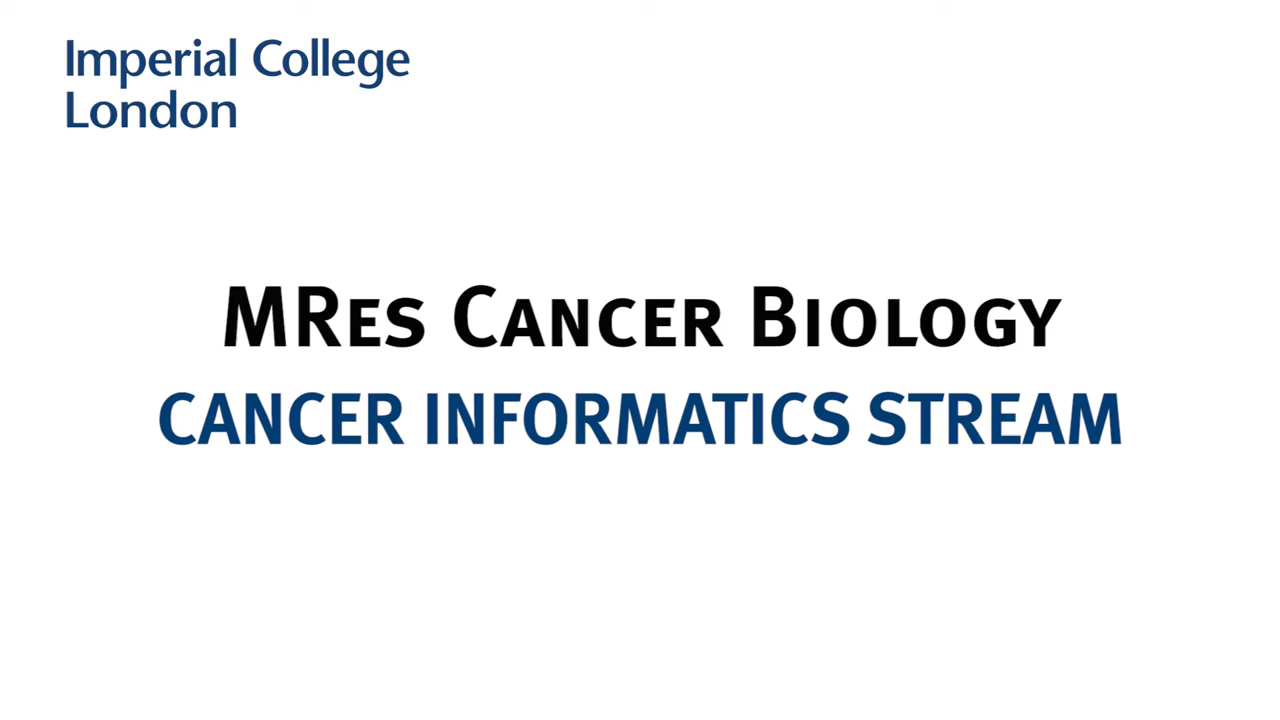 Imperial College
London
MRes Cancer Biology
CANCER INFORMATICS STREAM